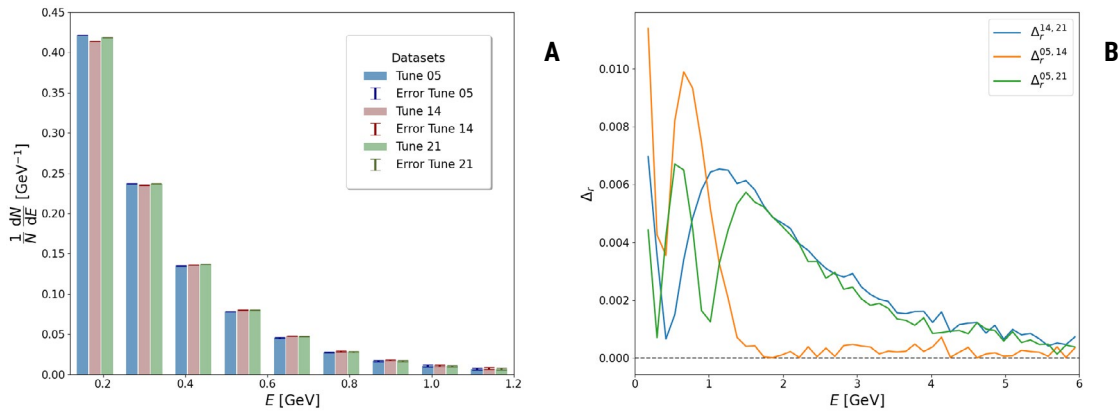 0.45
0.40
0.35
0.30
0.25
0.20
0.15
0.10
0.05
0.00
1/N dN/dE [GeV⁻¹]
Datasets
Tune 05
Error Tune 05
Tune 14
Error Tune 14
Tune 21
Error Tune 21
0.2 0.4 0.6 0.8 1.0 1.2
E [GeV]
A
0.010
0.008
0.006
0.004
0.002
0.000
Δr
Δr^14, 21
Δr^05, 14
Δr^05, 21
0 1 2 3 4 5 6
E [GeV]
B